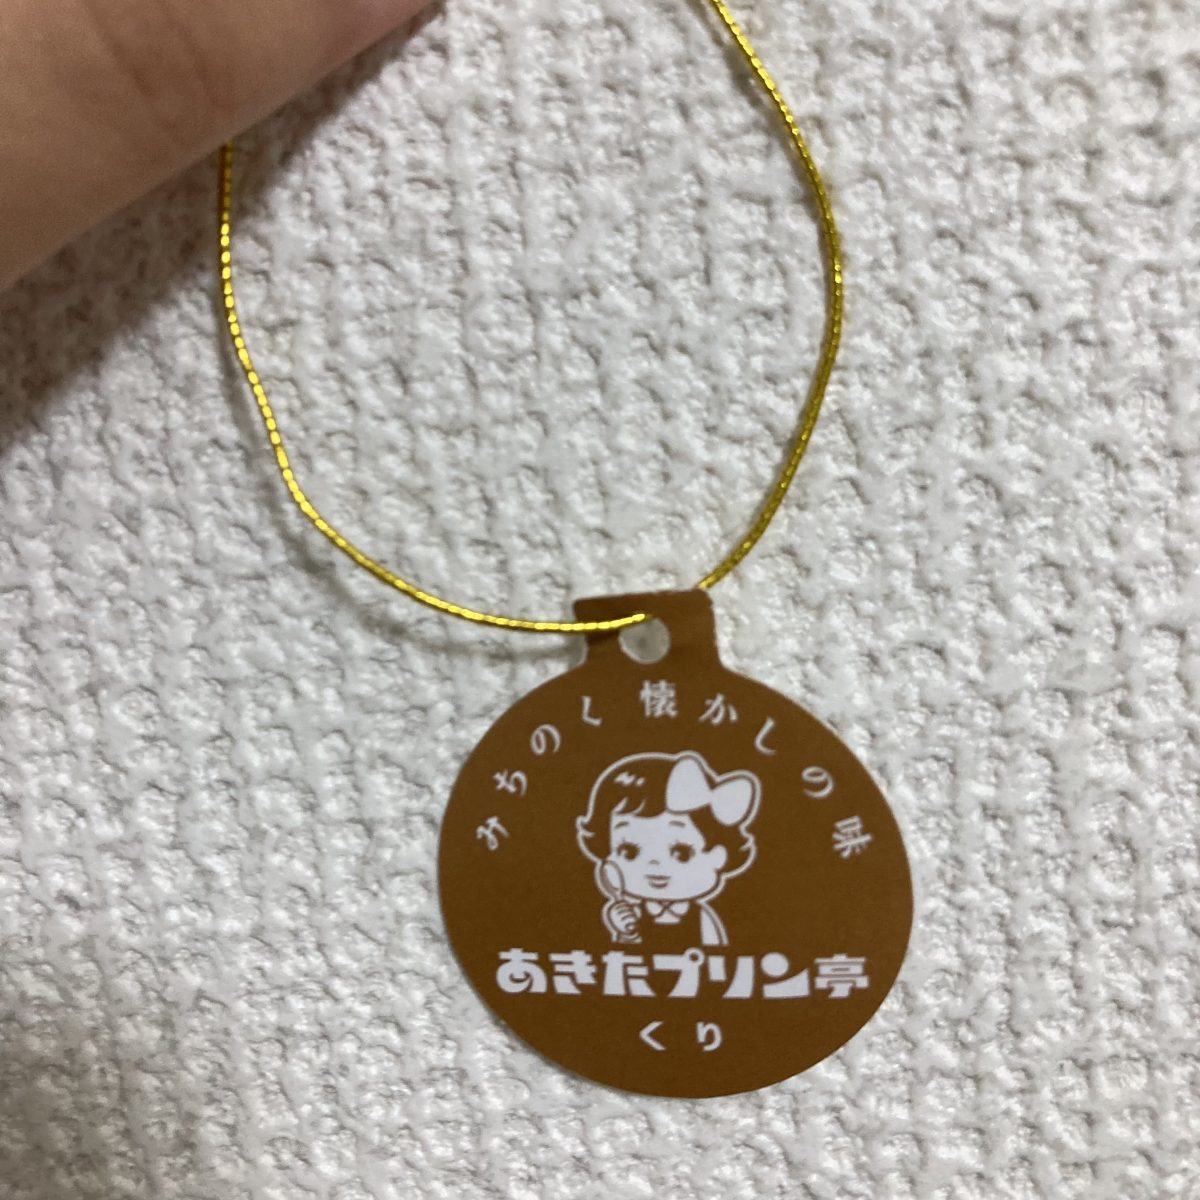 みちのく懐かしの味
あきたプリン亭
くり